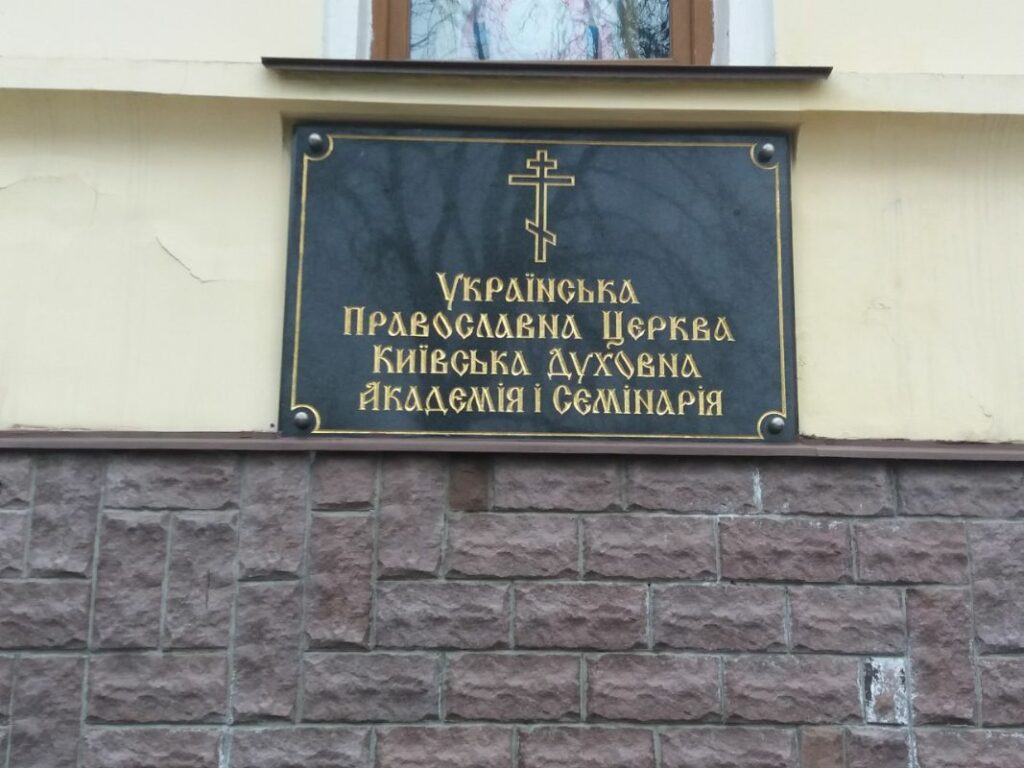 Українська
Православна Церква
Київська Духовна
Академія і Семінарія